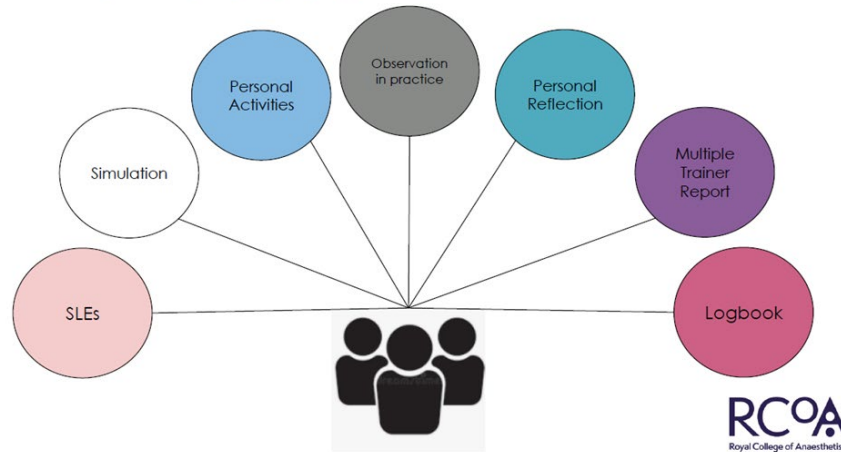 Observation
in practice
Personal
Activities
Personal
Reflection
Simulation
Multiple
Trainer
Report
SLEs
Logbook
RCOA
Royal College of Anaesthetis